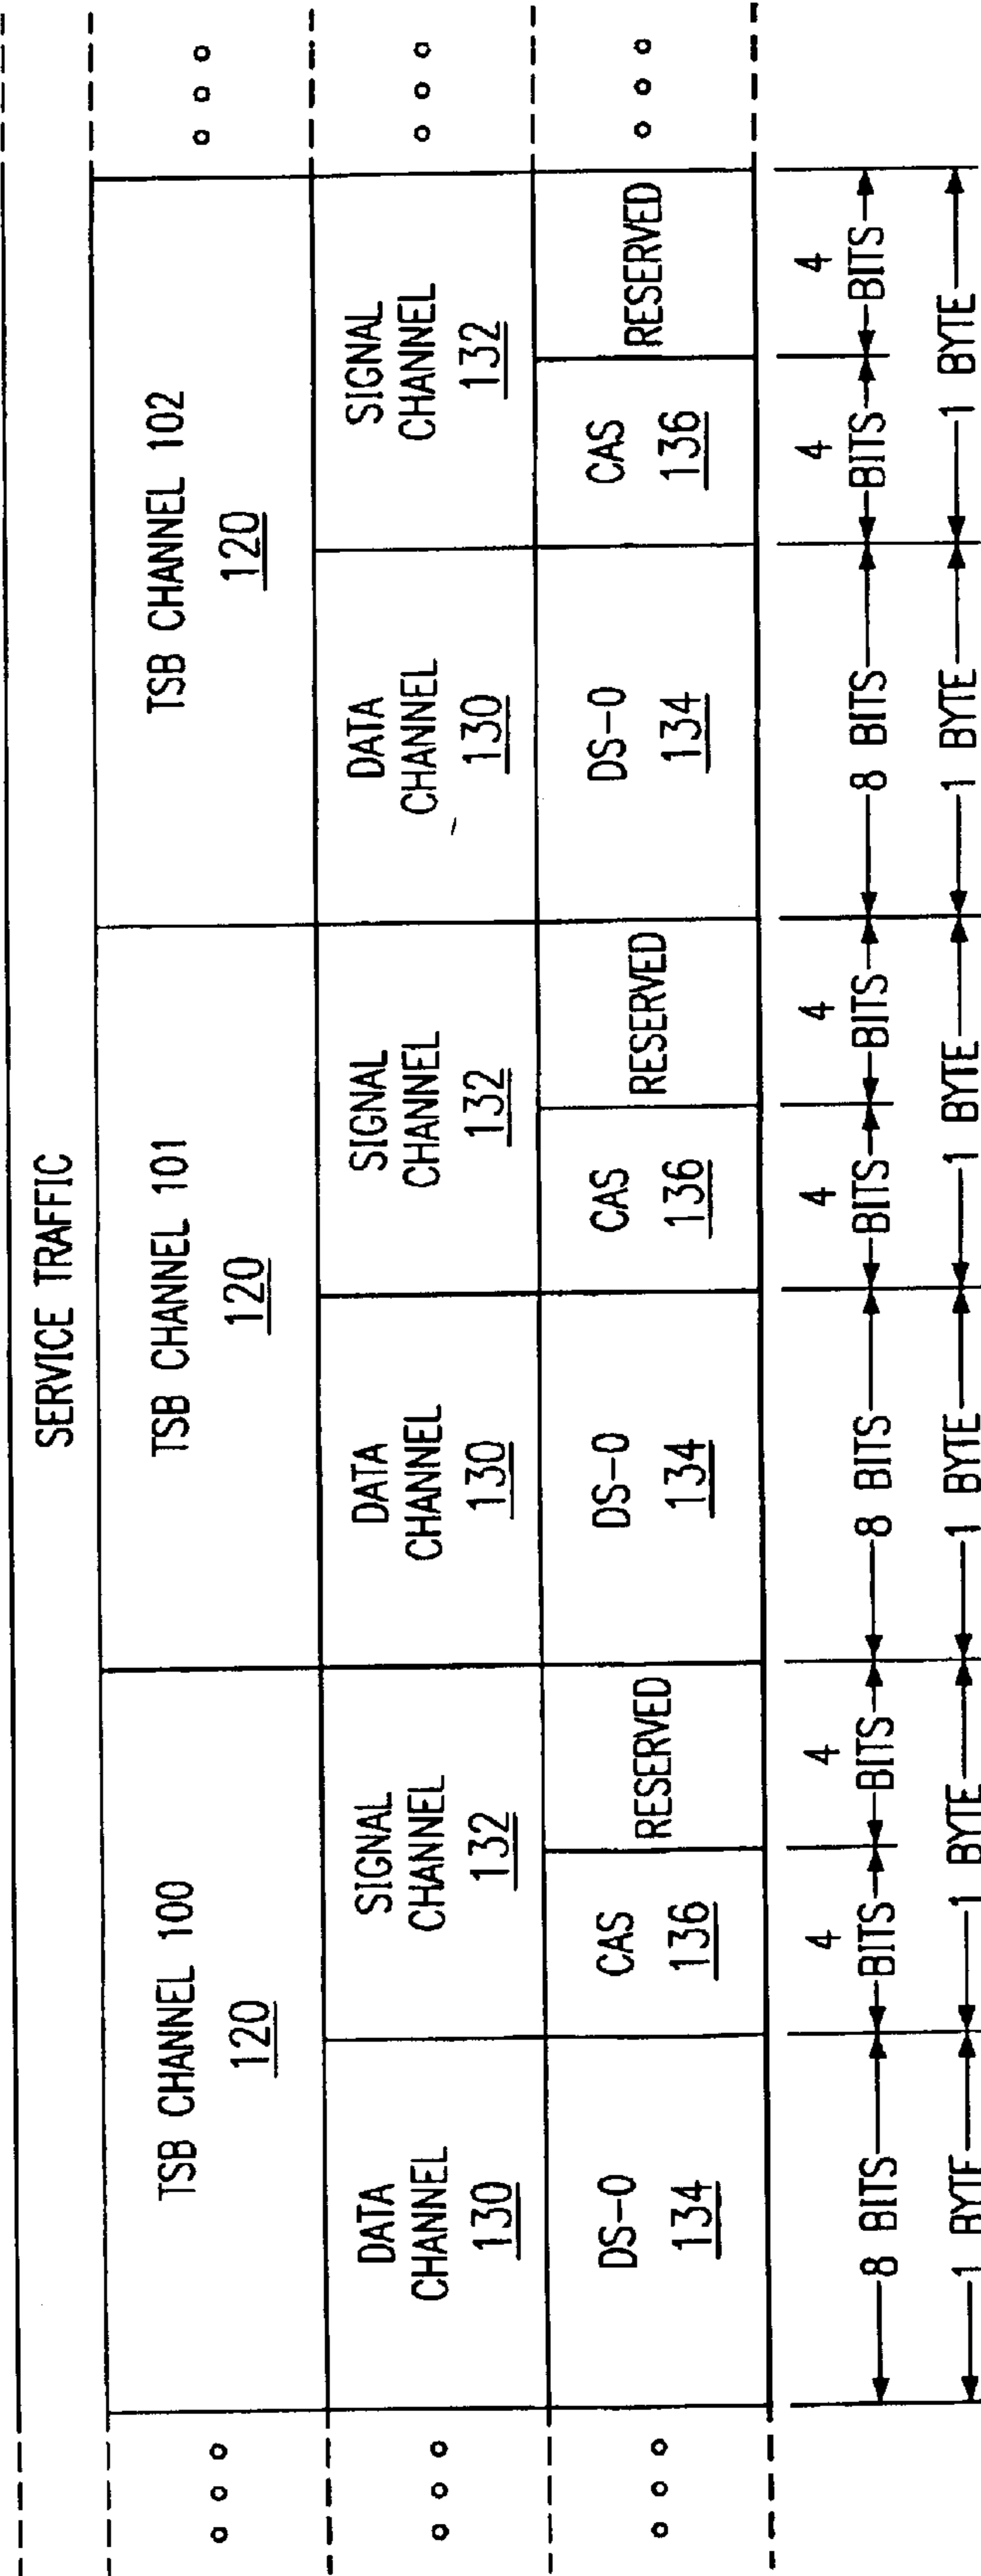 SERVICE TRAFFIC
TSB CHANNEL 100
120
TSB CHANNEL 101
120
TSB CHANNEL 102
120
DATA
CHANNEL
130
SIGNAL
CHANNEL
132
DATA
CHANNEL
130
SIGNAL
CHANNEL
132
DATA
CHANNEL
130
SIGNAL
CHANNEL
132
DS-0
134
CAS
136
RESERVED
DS-0
134
CAS
136
RESERVED
DS-0
134
CAS
136
RESERVED
8 BITS
4
BITS
4
BITS
8 BITS
4
BITS
4
BITS
8 BITS
4
BITS
4
BITS
1 BYTE
1 BYTE
1 BYTE
1 BYTE
1 BYTE
1 BYTE